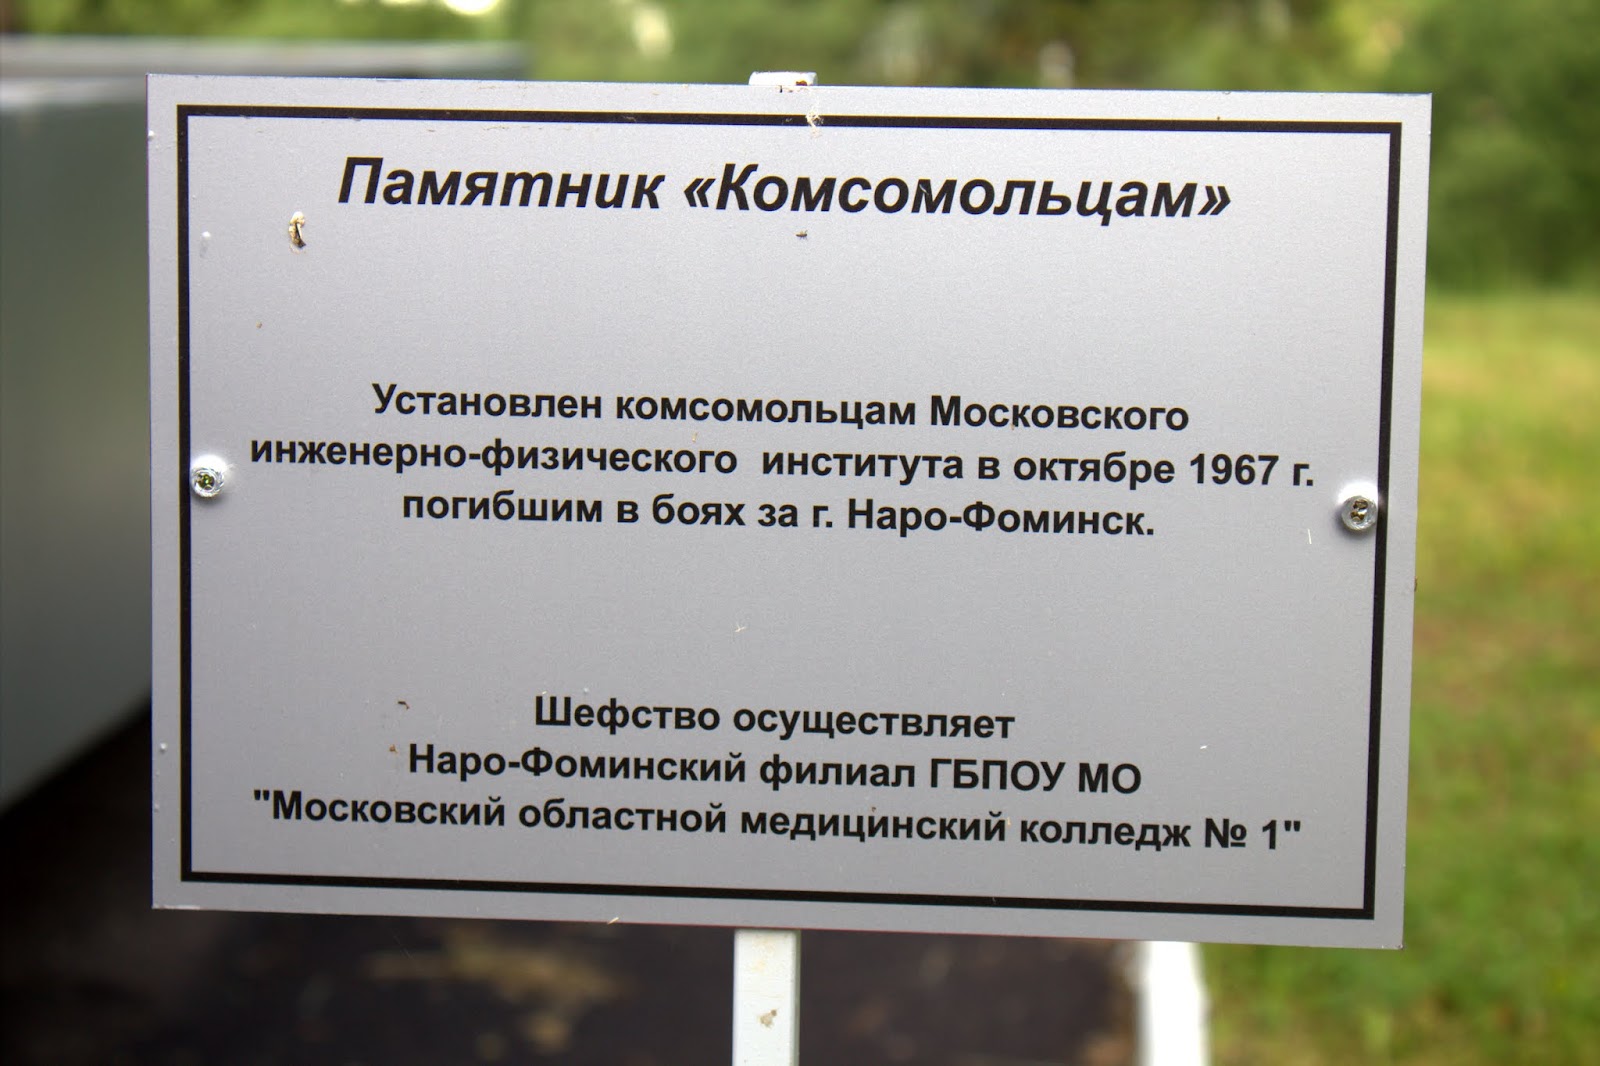 Памятник «Комсомольцам»
Установлен комсомольцам Московского
инженерно-физического института в октябре 1967 г.
погибшим в боях за г. Наро-Фоминск.
Шефство осуществляет
Наро-Фоминский филиал ГБПОУ МО
"Московский областной медицинский колледж № 1"